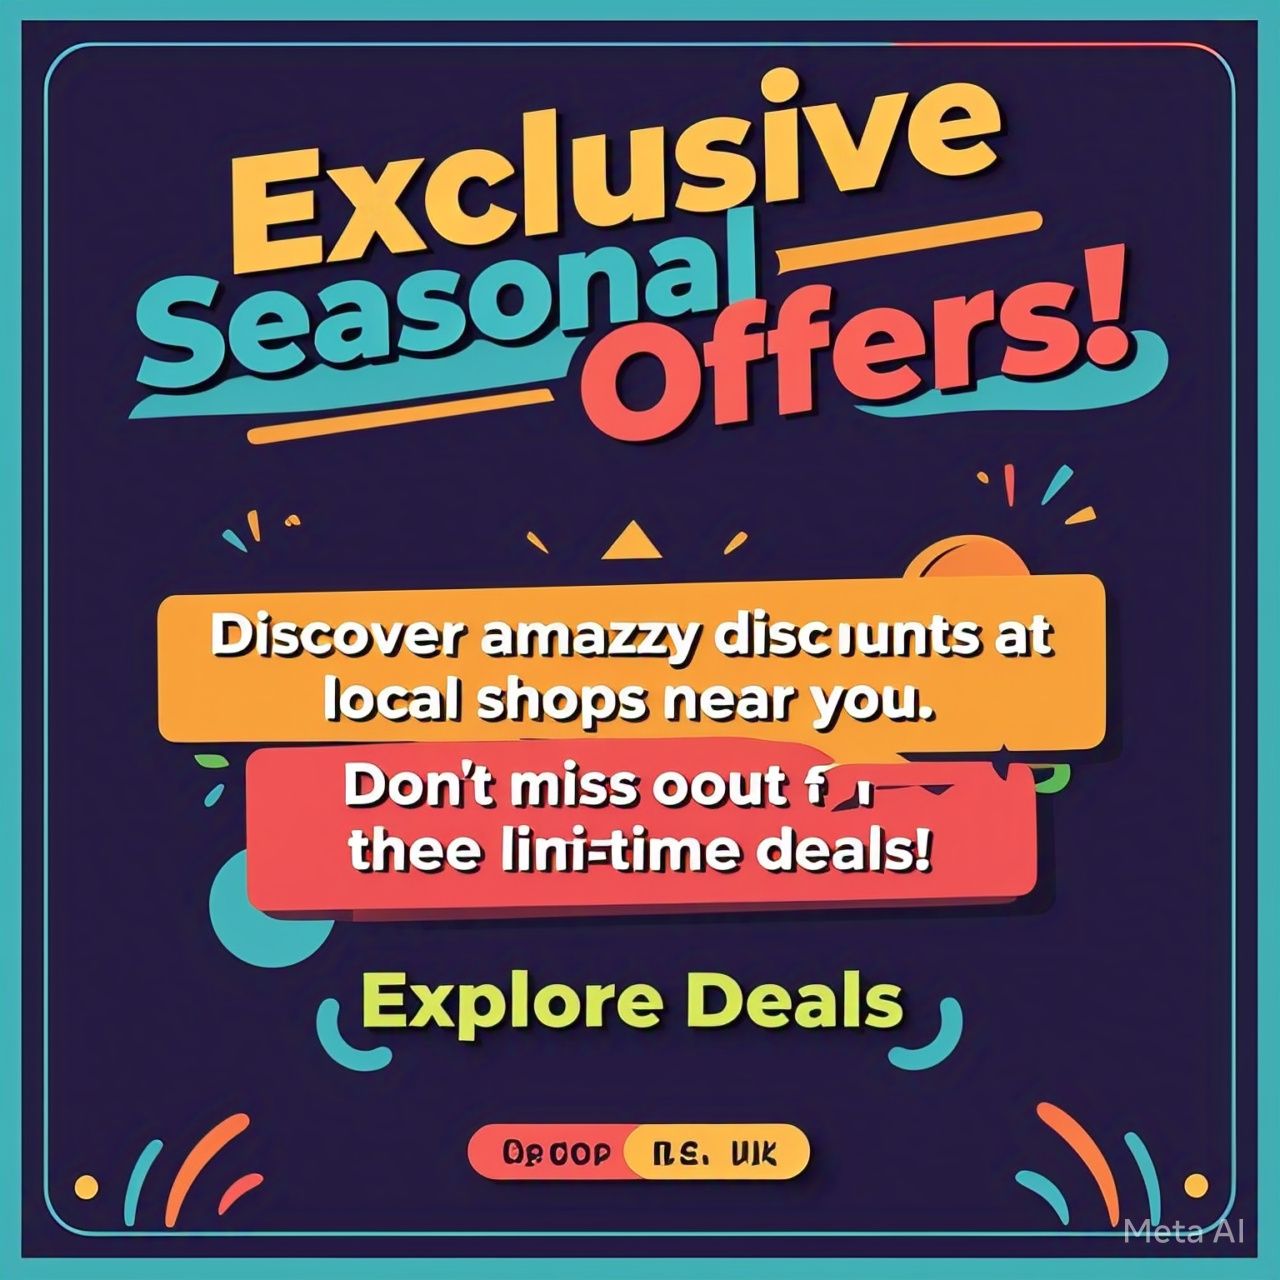 Exclusive
Seasonal
Offers!
Discover amazzy discıunts at
local shops near you.
Don't miss oout
thee lini-time deals!
Explore Deals
Meta AI